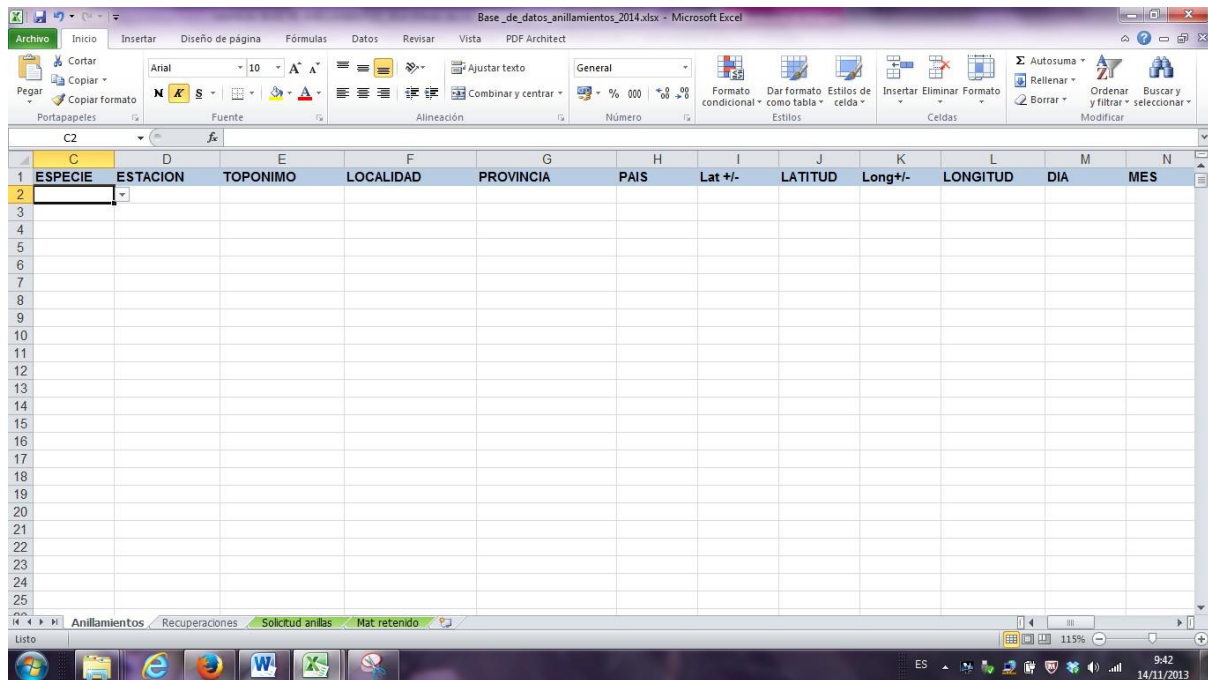 Base _de_datos_anillamientos_2014.xlsx - Microsoft Excel
Archivo Inicio Insertar Diseño de página Fórmulas Datos Revisar Vista PDF Architect
Pegar
Cortar
Copiar
Copiar formato
Portapapeles
Arial 10
N K S
Fuente
Ajustar texto
Combinar y centrar
Alineación
General
% 000
Número
Formato condicional
Dar formato como tabla
Estilos de celda
Estilos
Insertar Eliminar Formato
Celdas
Σ Autosuma
Rellenar
Borrar
Ordenar y filtrar
Buscar y seleccionar
Modificar
C2 fx
C D E F G H I J K L M N
1 ESPECIE ESTACION TOPONIMO LOCALIDAD PROVINCIA PAIS Lat +/- LATITUD Long+/- LONGITUD DIA MES
2
3
4
5
6
7
8
9
10
11
12
13
14
15
16
17
18
19
20
21
22
23
24
25
Anillamientos Recuperaciones Solicitud anillas Mat retenido
Listo 115%
ES 9:42
14/11/2013